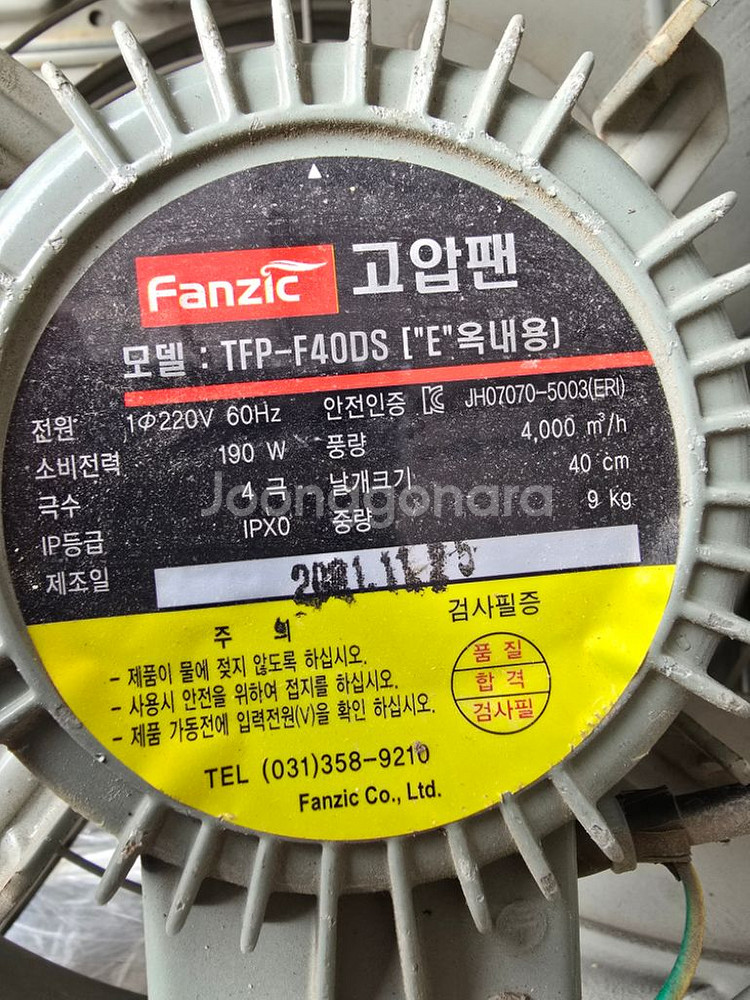 Fanzic 고압팬
모델 : TFP-F40DS ["E"옥내용]
전원 1Φ220V 60Hz 안전인증 JH07070-5003(ERI)
소비전력 190 W 풍량 4,000 m³/h
극수 4 극 날개크기 40 cm
IP등급 IPX0 중량 9 Kg
제조일 2021.11.25
Joongonara
주 의
- 제품이 물에 젖지 않도록 하십시오.
- 사용시 안전을 위하여 접지를 하십시오.
- 제품 가동전에 입력전원(V)을 확인 하십시오.
검사필증
품 질
합 격
검사필
TEL (031)358-9210
Fanzic Co., Ltd.